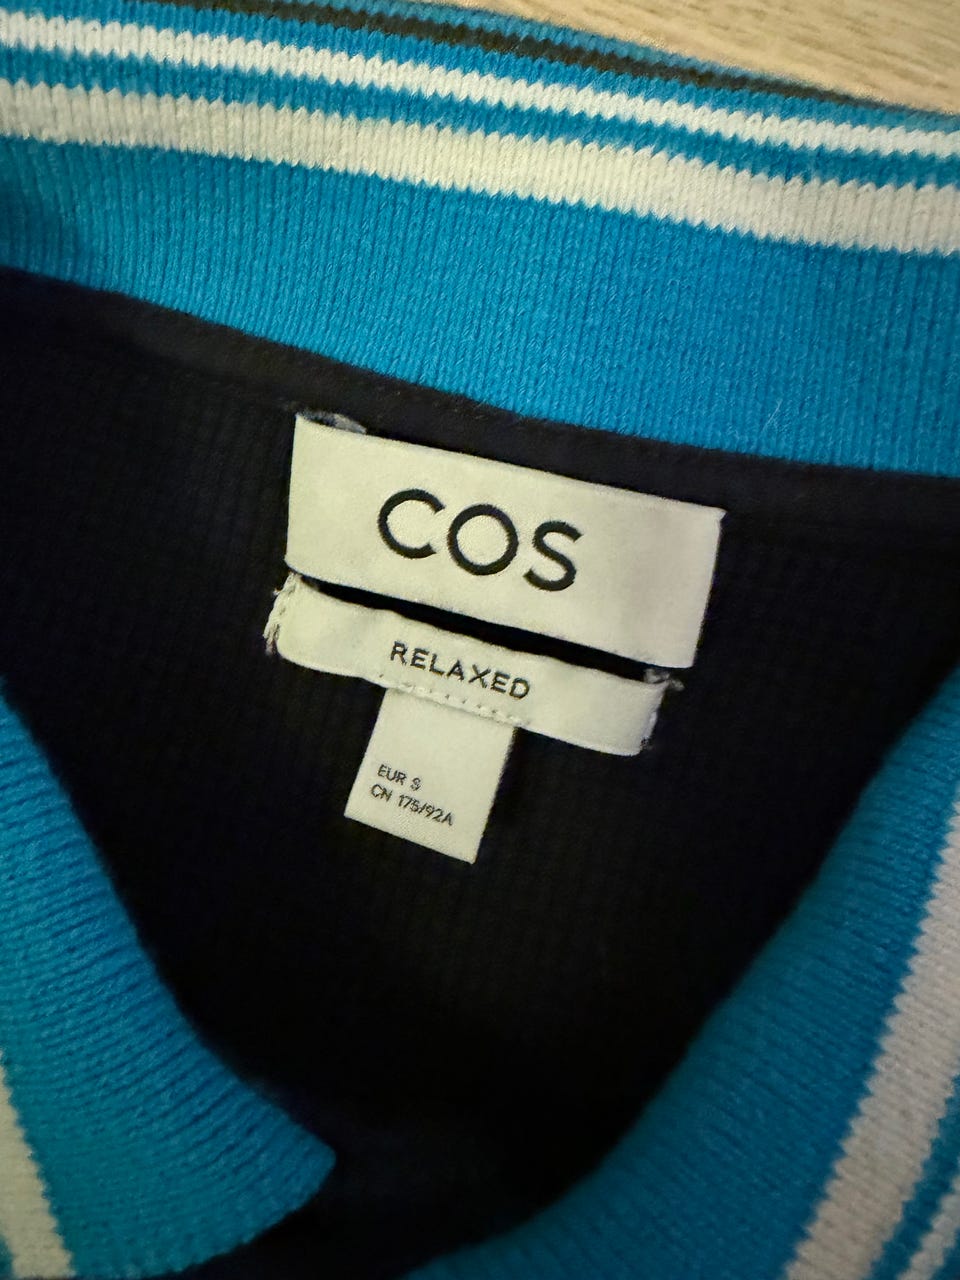 COS
RELAXED
EUR S
CN 175/92A